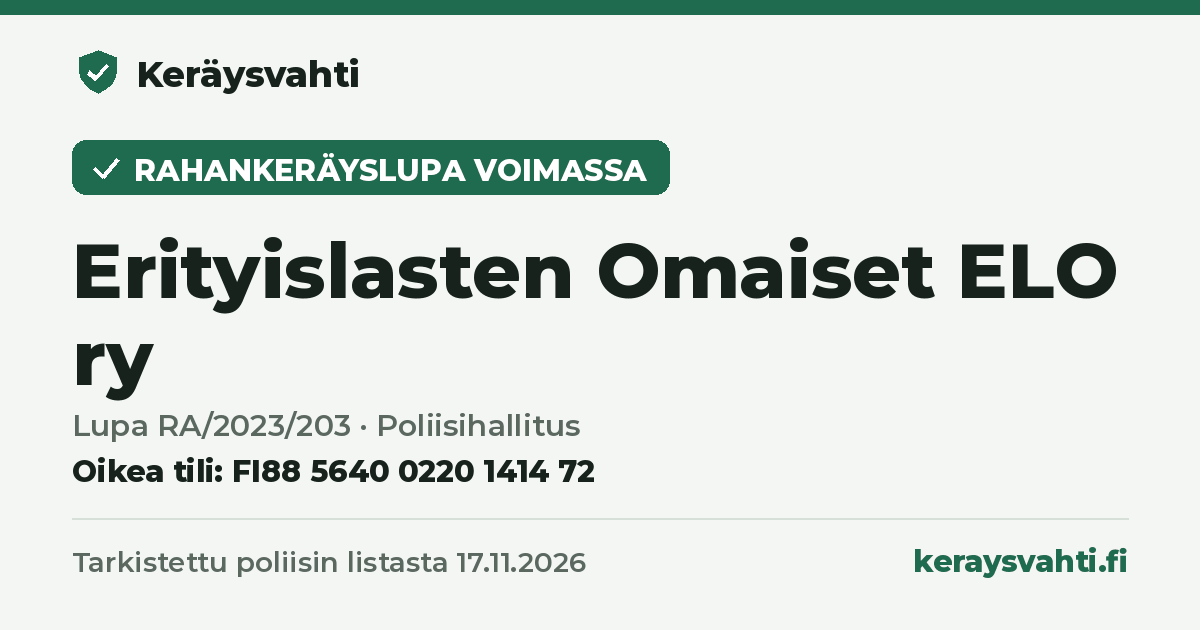 Keräysvahti
RAHANKERÄYSLUPA VOIMASSA
Erityislasten Omaiset ELO
ry
Lupa RA/2023/203 · Poliisihallitus
Oikea tili: FI88 5640 0220 1414 72
Tarkistettu poliisin listasta 17.11.2026
keraysvahti.fi